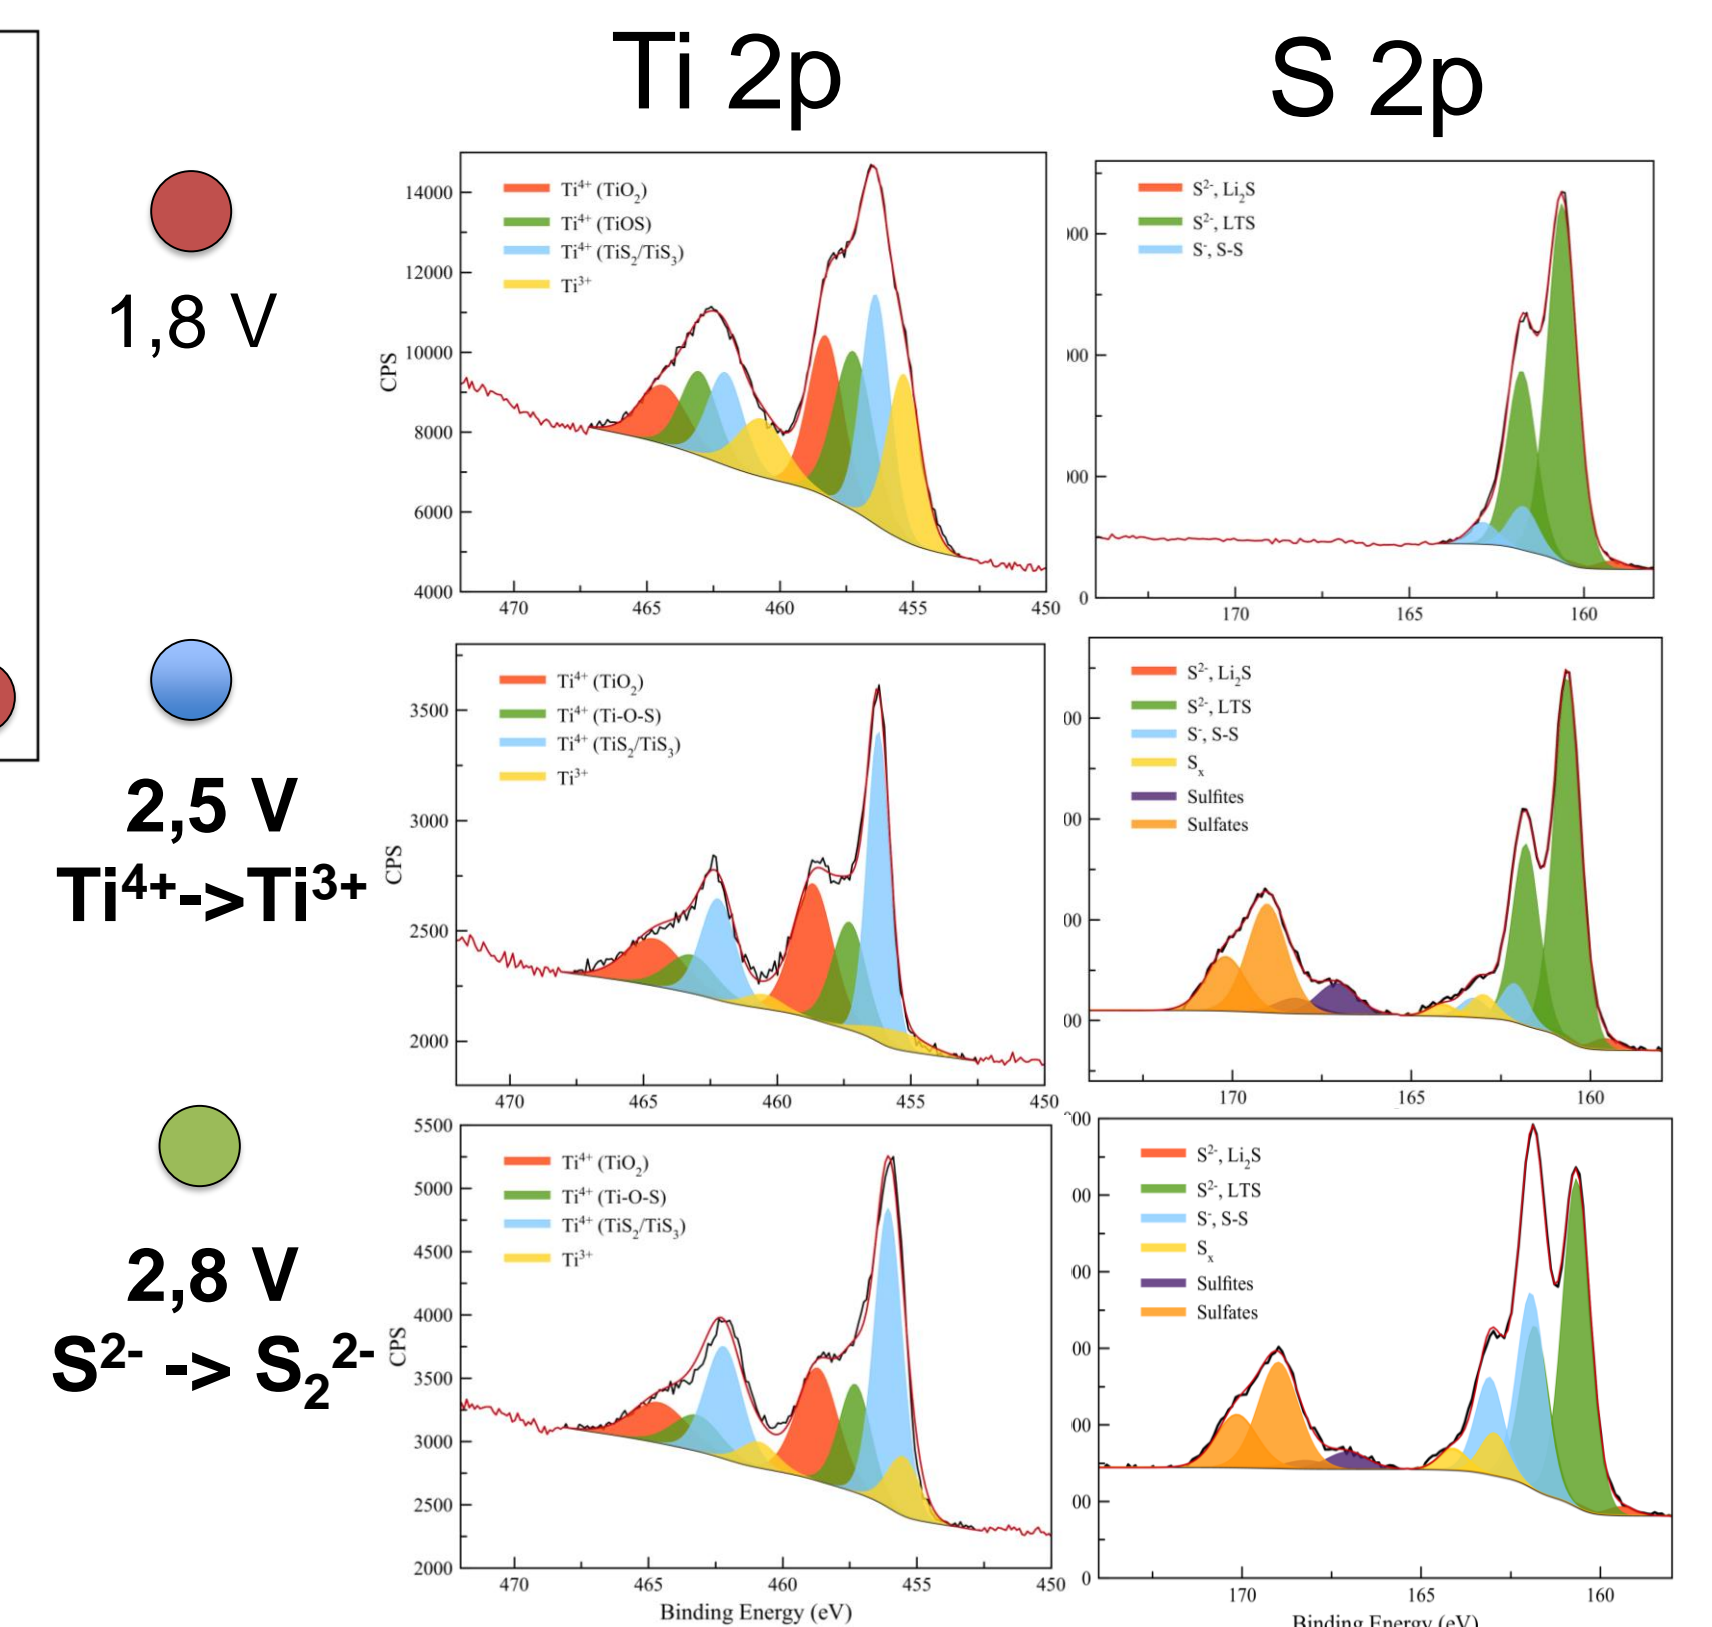 Ti 2p
S 2p
1,8 V
Ti⁴⁺ (TiO₂)
Ti⁴⁺ (TiOS)
Ti⁴⁺ (TiS₂/TiS₃)
Ti³⁺
CPS
14000
12000
10000
8000
6000
4000
470 465 460 455 450
S²⁻, Li₂S
S²⁻, LTS
S⁻, S-S
0
170 165 160
2,5 V
Ti⁴⁺->Ti³⁺
Ti⁴⁺ (TiO₂)
Ti⁴⁺ (Ti-O-S)
Ti⁴⁺ (TiS₂/TiS₃)
Ti³⁺
CPS
3500
3000
2500
2000
470 465 460 455 450
S²⁻, Li₂S
S²⁻, LTS
S⁻, S-S
Sₓ
Sulfites
Sulfates
170 165 160
2,8 V
S²⁻ -> S₂²⁻
Ti⁴⁺ (TiO₂)
Ti⁴⁺ (Ti-O-S)
Ti⁴⁺ (TiS₂/TiS₃)
Ti³⁺
CPS
5500
5000
4500
4000
3500
3000
2500
2000
470 465 460 455 450
Binding Energy (eV)
S²⁻, Li₂S
S²⁻, LTS
S⁻, S-S
Sₓ
Sulfites
Sulfates
0
170 165 160
Binding Energy (eV)